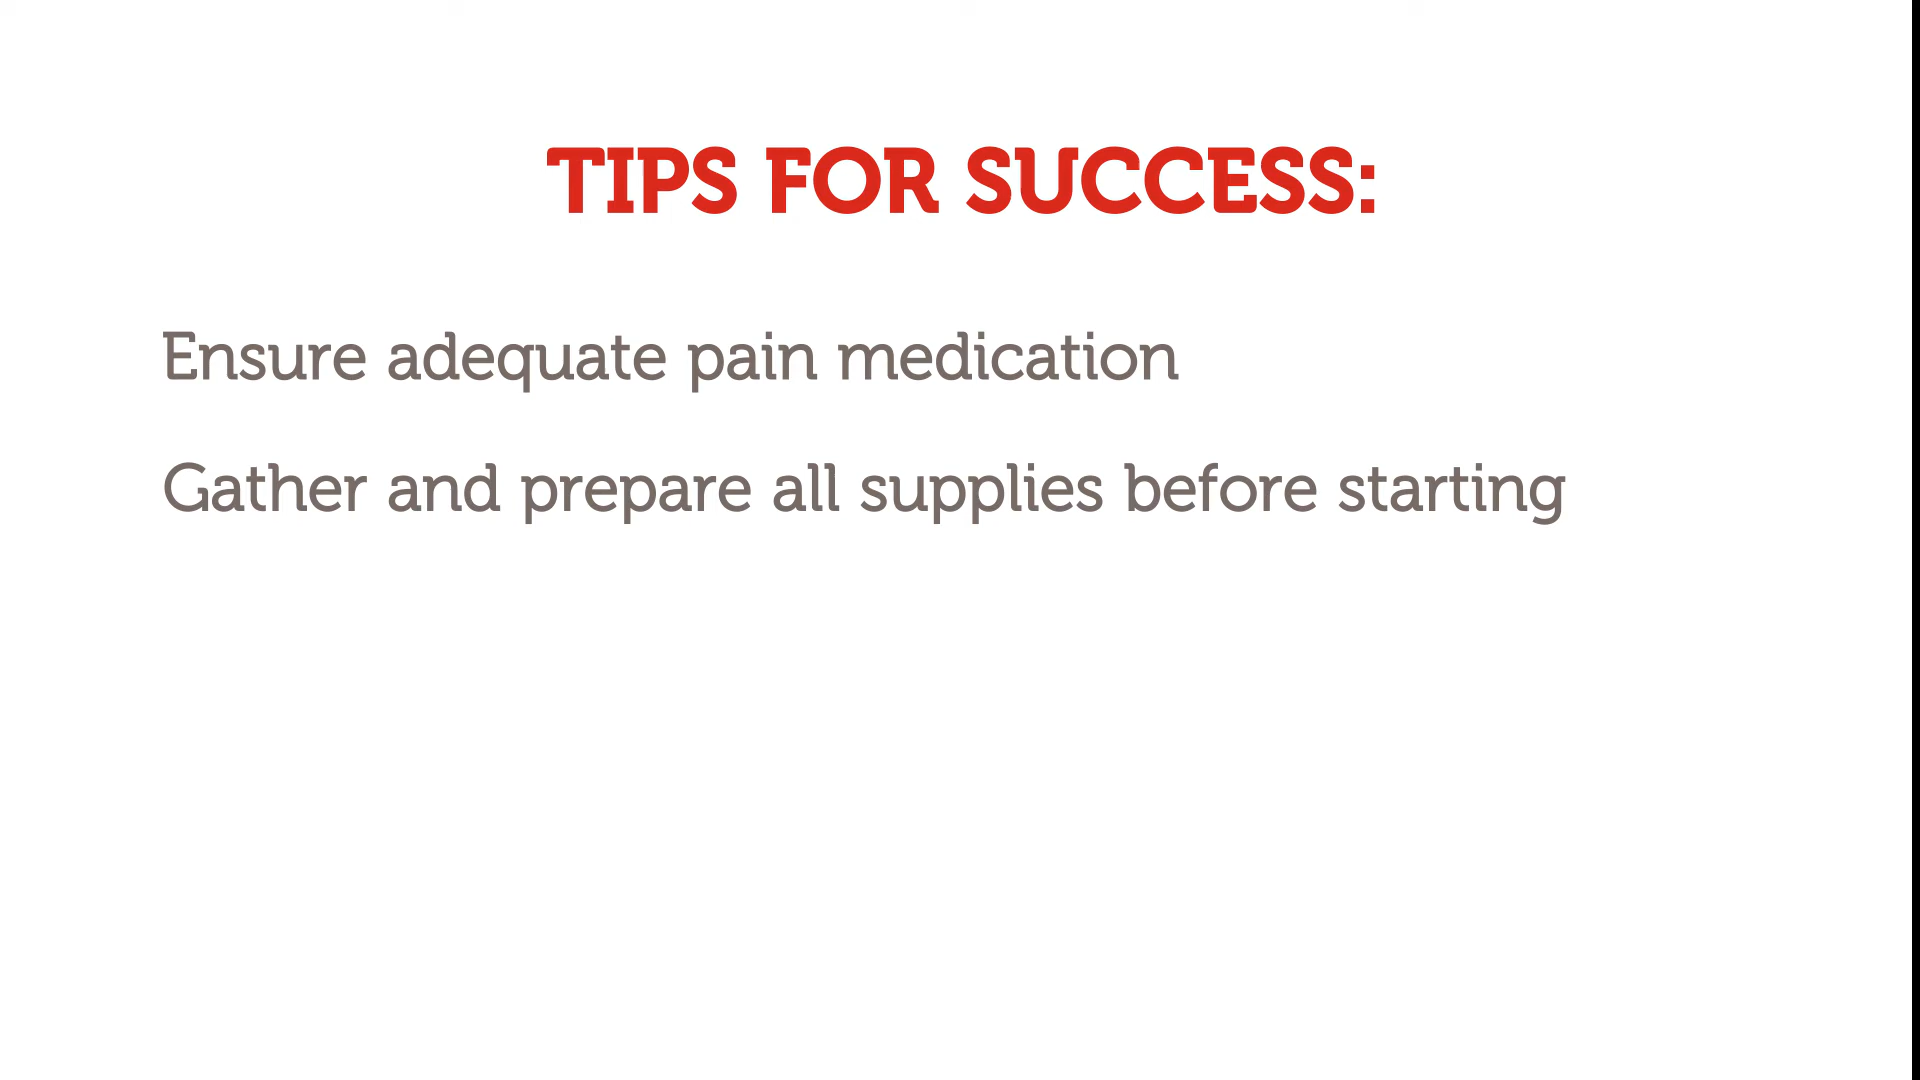 TIPS FOR SUCCESS:
Ensure adequate pain medication
Gather and prepare all supplies before starting